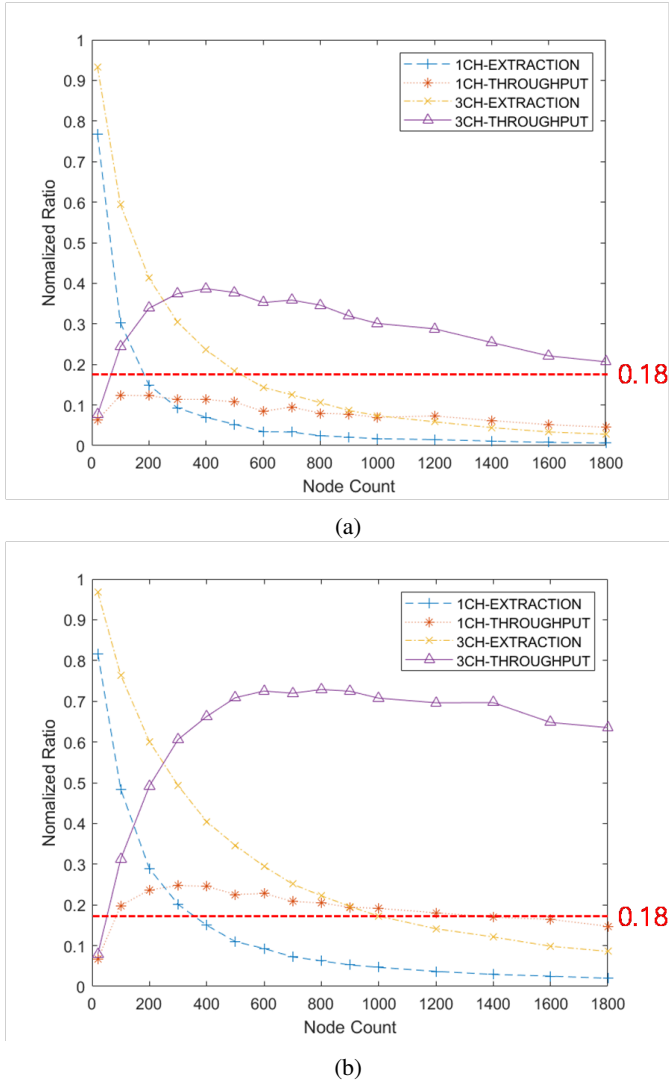 1
0.9
0.8
0.7
0.6
0.5
0.4
0.3
0.2
0.1
0
Nomalized Ratio
1CH-EXTRACTION
1CH-THROUGHPUT
3CH-EXTRACTION
3CH-THROUGHPUT
0.18
0 200 400 600 800 1000 1200 1400 1600 1800
Node Count
(a)
1
0.9
0.8
0.7
0.6
0.5
0.4
0.3
0.2
0.1
0
Nomalized Ratio
1CH-EXTRACTION
1CH-THROUGHPUT
3CH-EXTRACTION
3CH-THROUGHPUT
0.18
0 200 400 600 800 1000 1200 1400 1600 1800
Node Count
(b)